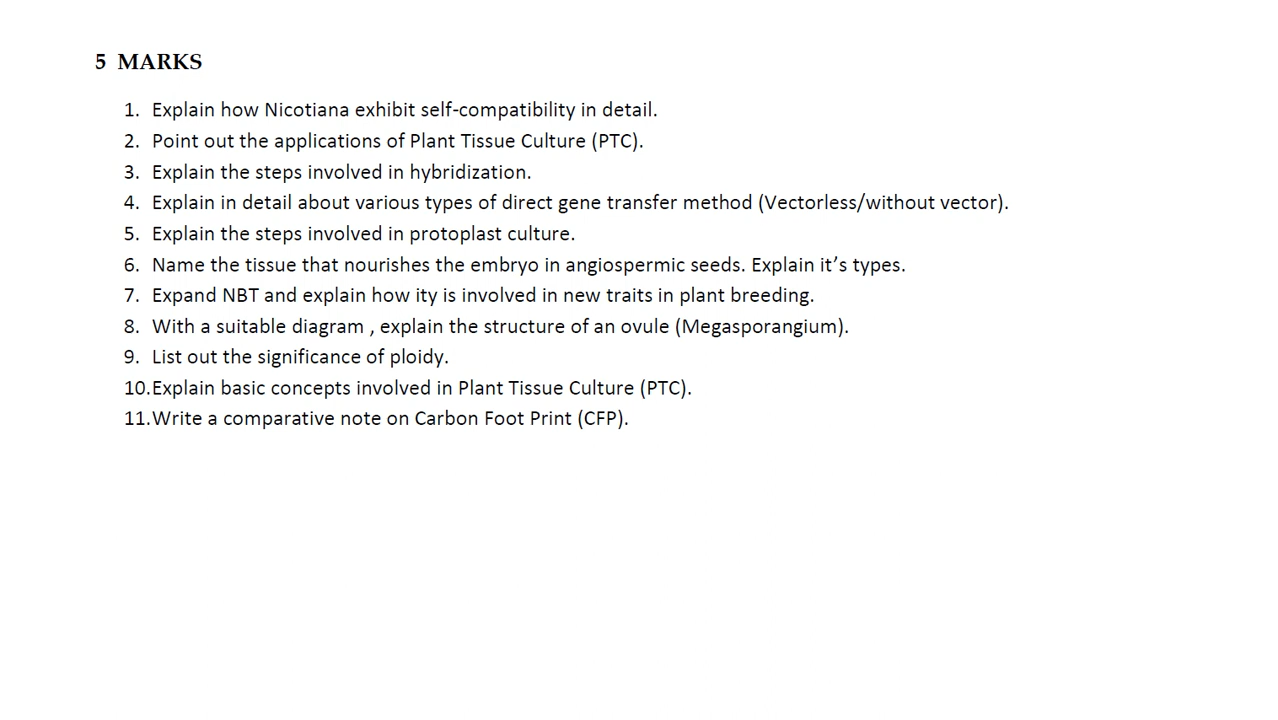 5 MARKS
1. Explain how Nicotiana exhibit self-compatibility in detail.
2. Point out the applications of Plant Tissue Culture (PTC).
3. Explain the steps involved in hybridization.
4. Explain in detail about various types of direct gene transfer method (Vectorless/without vector).
5. Explain the steps involved in protoplast culture.
6. Name the tissue that nourishes the embryo in angiospermic seeds. Explain it’s types.
7. Expand NBT and explain how ity is involved in new traits in plant breeding.
8. With a suitable diagram , explain the structure of an ovule (Megasporangium).
9. List out the significance of ploidy.
10.Explain basic concepts involved in Plant Tissue Culture (PTC).
11.Write a comparative note on Carbon Foot Print (CFP).